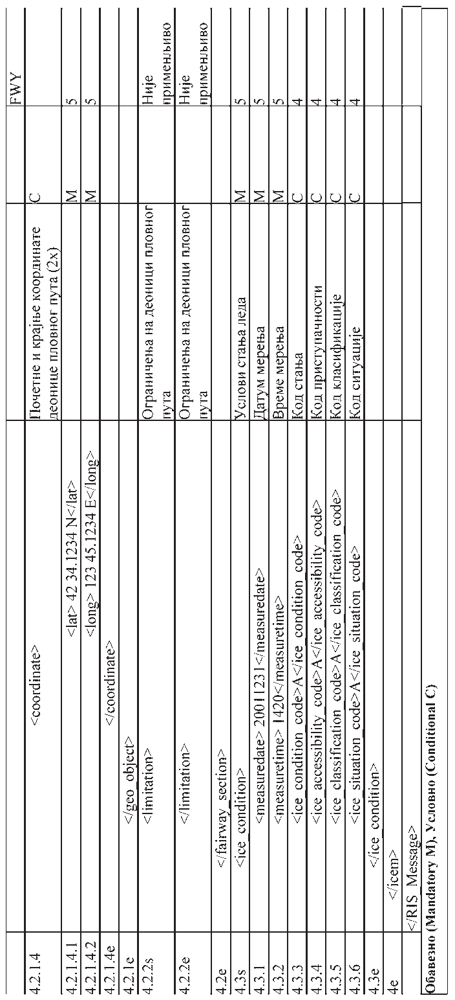 FWY
4.2.1.4 <coordinate> Почетне и крајње координате C
деонице пловног пута (2x)
4.2.1.4.1 <lat> 42 34.1234 N</lat> M 5
4.2.1.4.2 <long> 123 45.1234 E</long> M 5
4.2.1.4e </coordinate>
4.2.1e </geo_object>
4.2.2s <limitation> Ограничења на деоници пловног Није
пута применљиво
4.2.2e </limitation> Ограничења на деоници пловног Није
пута применљиво
4.2e </fairway_section>
4.3s <ice_condition> Услови стања леда M 5
4.3.1 <measuredate> 20011231</measuredate> Датум мерења M 5
4.3.2 <measuretime> 1420</measuretime> Време мерења M 5
4.3.3 <ice_condition_code>A</ice_condition_code> Код стања C 4
4.3.4 <ice_accessibility_code>A</ice_accessibility_code> Код приступачности C 4
4.3.5 <ice_classification_code>A</ice_classification_code> Код класификације C 4
4.3.6 <ice_situation_code>A</ice_situation_code> Код ситуације C 4
4.3e </ice_condition>
4e </icem>
</RIS_Message>
Обавезно (Mandatory M), Условно (Conditional C)